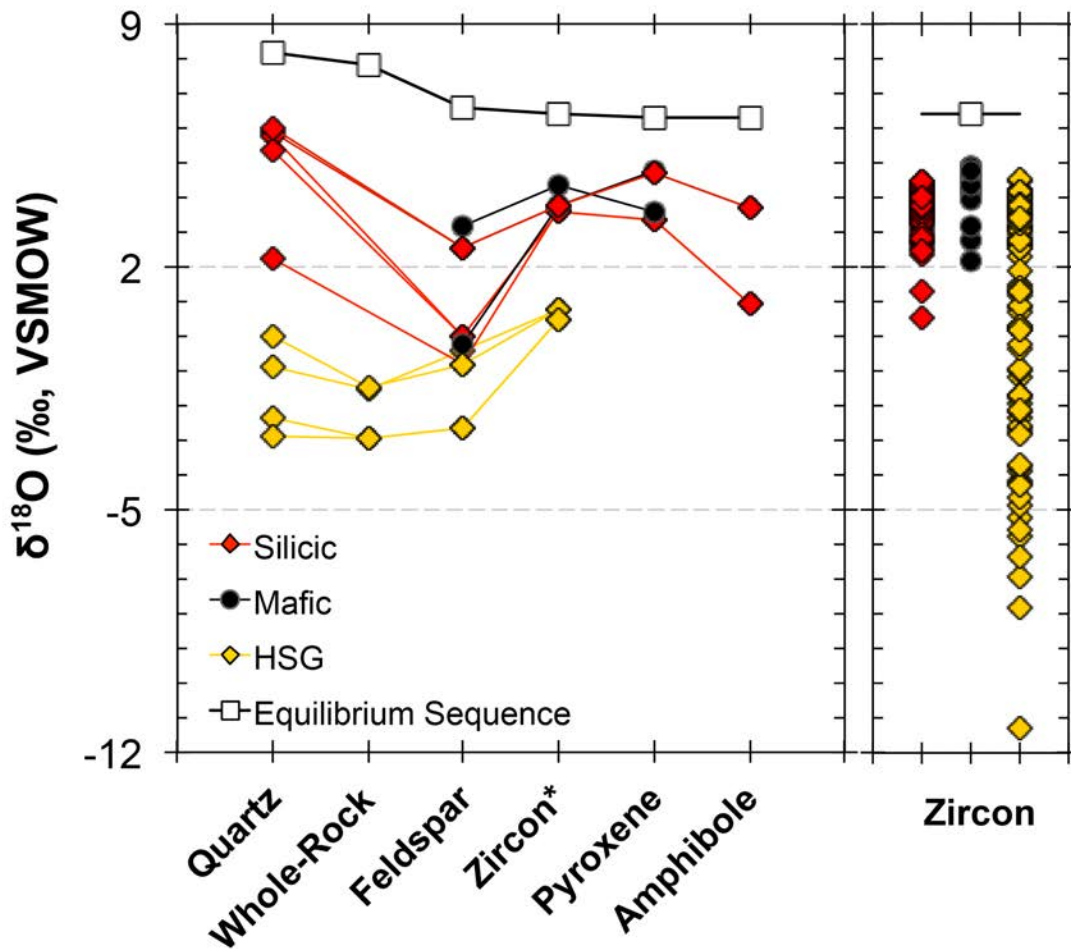 9
2
-5
-12
δ¹⁸O (‰, VSMOW)
Silicic
Mafic
HSG
Equilibrium Sequence
Quartz
Whole-Rock
Feldspar
Zircon*
Pyroxene
Amphibole
Zircon